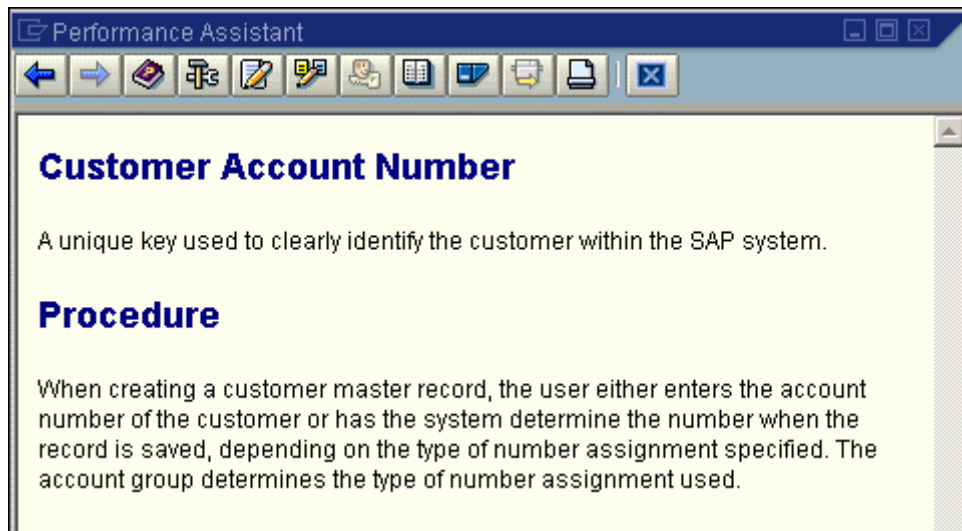 Performance Assistant
Customer Account Number
A unique key used to clearly identify the customer within the SAP system.
Procedure
When creating a customer master record, the user either enters the account
number of the customer or has the system determine the number when the
record is saved, depending on the type of number assignment specified. The
account group determines the type of number assignment used.